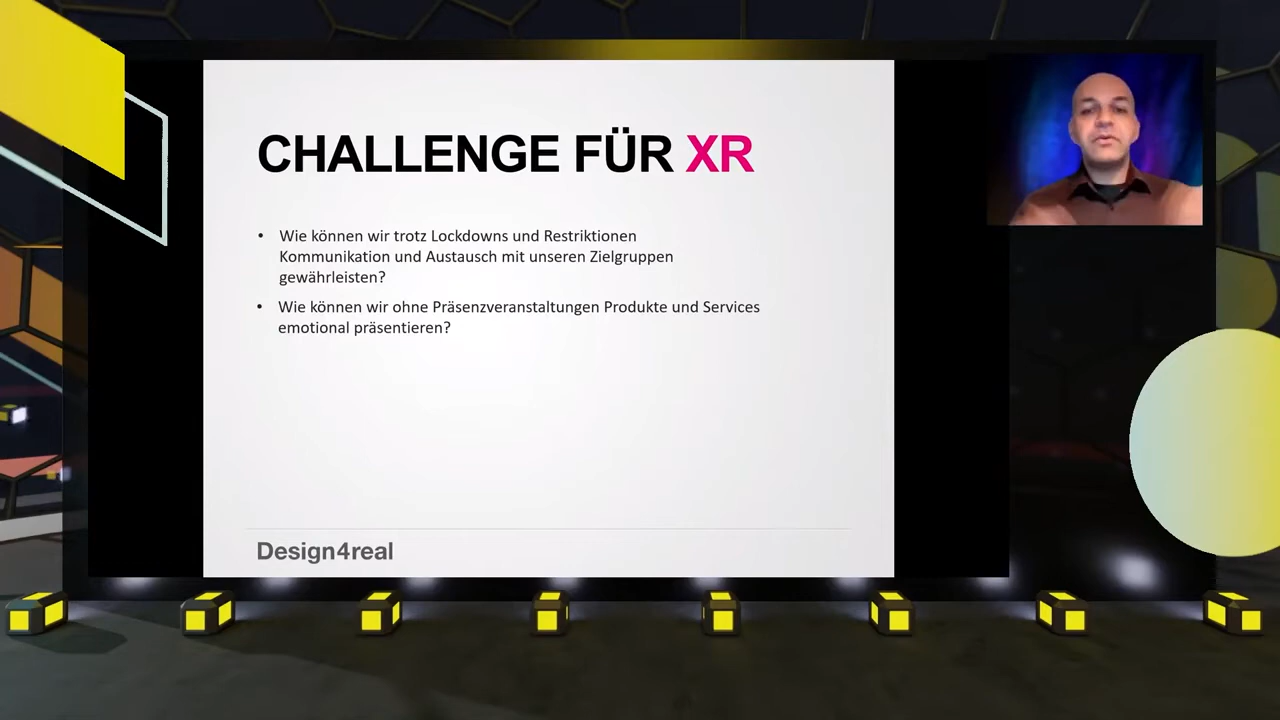 CHALLENGE FÜR XR
• Wie können wir trotz Lockdowns und Restriktionen
Kommunikation und Austausch mit unseren Zielgruppen
gewährleisten?
• Wie können wir ohne Präsenzveranstaltungen Produkte und Services
emotional präsentieren?
Design4real